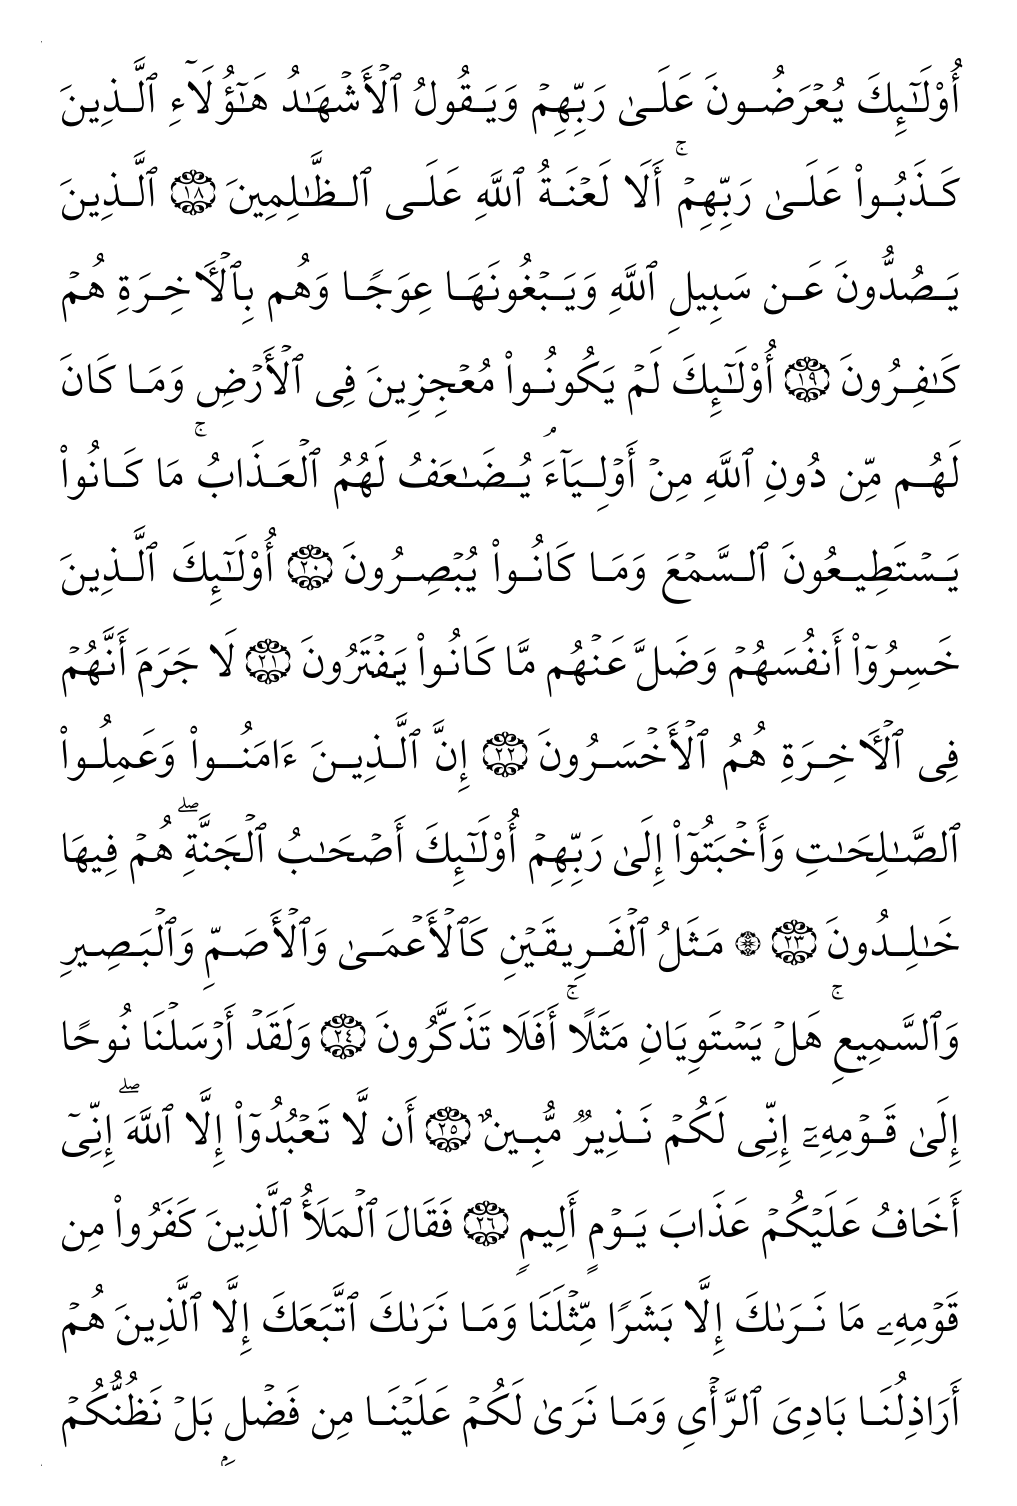 أُوْلَٰٓئِكَ يُعۡرَضُونَ عَلَىٰ رَبِّهِمۡ وَيَقُولُ ٱلۡأَشۡهَٰدُ هَٰٓؤُلَآءِ ٱلَّذِينَ
كَذَبُواْ عَلَىٰ رَبِّهِمۡۚ أَلَا لَعۡنَةُ ٱللَّهِ عَلَى ٱلظَّٰلِمِينَ ١٨ ٱلَّذِينَ
يَصُدُّونَ عَن سَبِيلِ ٱللَّهِ وَيَبۡغُونَهَا عِوَجًا وَهُم بِٱلۡأٓخِرَةِ هُمۡ
كَٰفِرُونَ ١٩ أُوْلَٰٓئِكَ لَمۡ يَكُونُواْ مُعۡجِزِينَ فِي ٱلۡأَرۡضِ وَمَا كَانَ
لَهُم مِّن دُونِ ٱللَّهِ مِنۡ أَوۡلِيَآءَۘ يُضَٰعَفُ لَهُمُ ٱلۡعَذَابُۚ مَا كَانُواْ
يَسۡتَطِيعُونَ ٱلسَّمۡعَ وَمَا كَانُواْ يُبۡصِرُونَ ٢٠ أُوْلَٰٓئِكَ ٱلَّذِينَ
خَسِرُوٓاْ أَنفُسَهُمۡ وَضَلَّ عَنۡهُم مَّا كَانُواْ يَفۡتَرُونَ ٢١ لَا جَرَمَ أَنَّهُمۡ
فِي ٱلۡأٓخِرَةِ هُمُ ٱلۡأَخۡسَرُونَ ٢٢ إِنَّ ٱلَّذِينَ ءَامَنُواْ وَعَمِلُواْ
ٱلصَّٰلِحَٰتِ وَأَخۡبَتُوٓاْ إِلَىٰ رَبِّهِمۡ أُوْلَٰٓئِكَ أَصۡحَٰبُ ٱلۡجَنَّةِۖ هُمۡ فِيهَا
خَٰلِدُونَ ٢٣ ۞ مَثَلُ ٱلۡفَرِيقَيۡنِ كَٱلۡأَعۡمَىٰ وَٱلۡأَصَمِّ وَٱلۡبَصِيرِ
وَٱلسَّمِيعِۚ هَلۡ يَسۡتَوِيَانِ مَثَلًاۚ أَفَلَا تَذَكَّرُونَ ٢٤ وَلَقَدۡ أَرۡسَلۡنَا نُوحًا
إِلَىٰ قَوۡمِهِۦٓ إِنِّي لَكُمۡ نَذِيرٞ مُّبِينٌ ٢٥ أَن لَّا تَعۡبُدُوٓاْ إِلَّا ٱللَّهَۖ إِنِّيٓ
أَخَافُ عَلَيۡكُمۡ عَذَابَ يَوۡمٍ أَلِيمٖ ٢٦ فَقَالَ ٱلۡمَلَأُ ٱلَّذِينَ كَفَرُواْ مِن
قَوۡمِهِۦ مَا نَرَىٰكَ إِلَّا بَشَرٗا مِّثۡلَنَا وَمَا نَرَىٰكَ ٱتَّبَعَكَ إِلَّا ٱلَّذِينَ هُمۡ
أَرَاذِلُنَا بَادِيَ ٱلرَّأۡيِ وَمَا نَرَىٰ لَكُمۡ عَلَيۡنَا مِن فَضۡلِۭ بَلۡ نَظُنُّكُمۡ